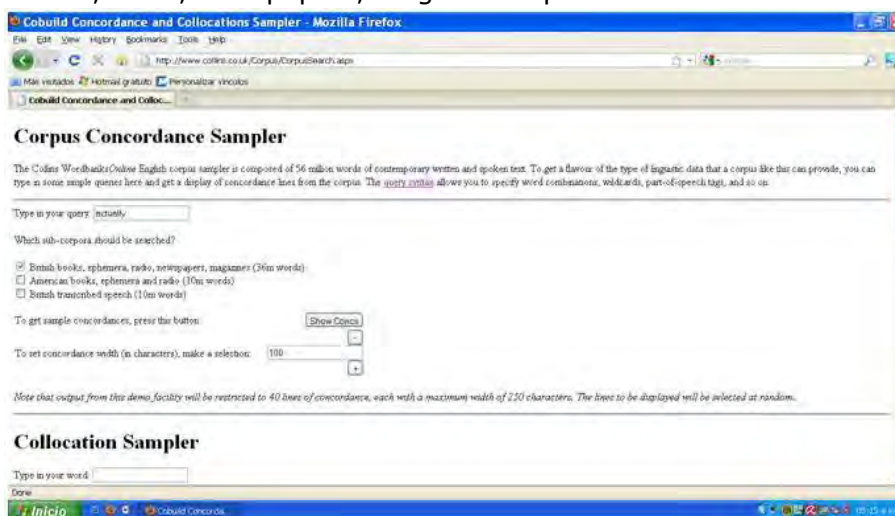 Cobuild Concordance and Collocations Sampler - Mozilla Firefox
File Edit View History Bookmarks Tools Help
http://www.collins.co.uk/Corpus/CorpusSearch.aspx
Más visitados Hotmail gratuito Personalizar vínculos
Cobuild Concordance and Colloc...
Corpus Concordance Sampler
The Collins WordbanksOnline English corpus sampler is composed of 56 million words of contemporary written and spoken text. To get a flavour of the type of linguistic data that a corpus like this can provide, you can
type in some simple queries here and get a display of concordance lines from the corpus. The query syntax allows you to specify word combinations, wildcards, part-of-speech tags, and so on.
Type in your query: actually
Which sub-corpora should be searched?
British books, ephemera, radio, newspapers, magazines (36m words)
American books, ephemera and radio (10m words)
British transcribed speech (10m words)
To get sample concordances, press this button: Show Concs
-
To set concordance width (in characters), make a selection: 100
+
Note that output from this demo facility will be restricted to 40 lines of concordance, each with a maximum width of 250 characters. The lines to be displayed will be selected at random.
Collocation Sampler
Type in your word:
Done
Inicio Cobuild Concorda...